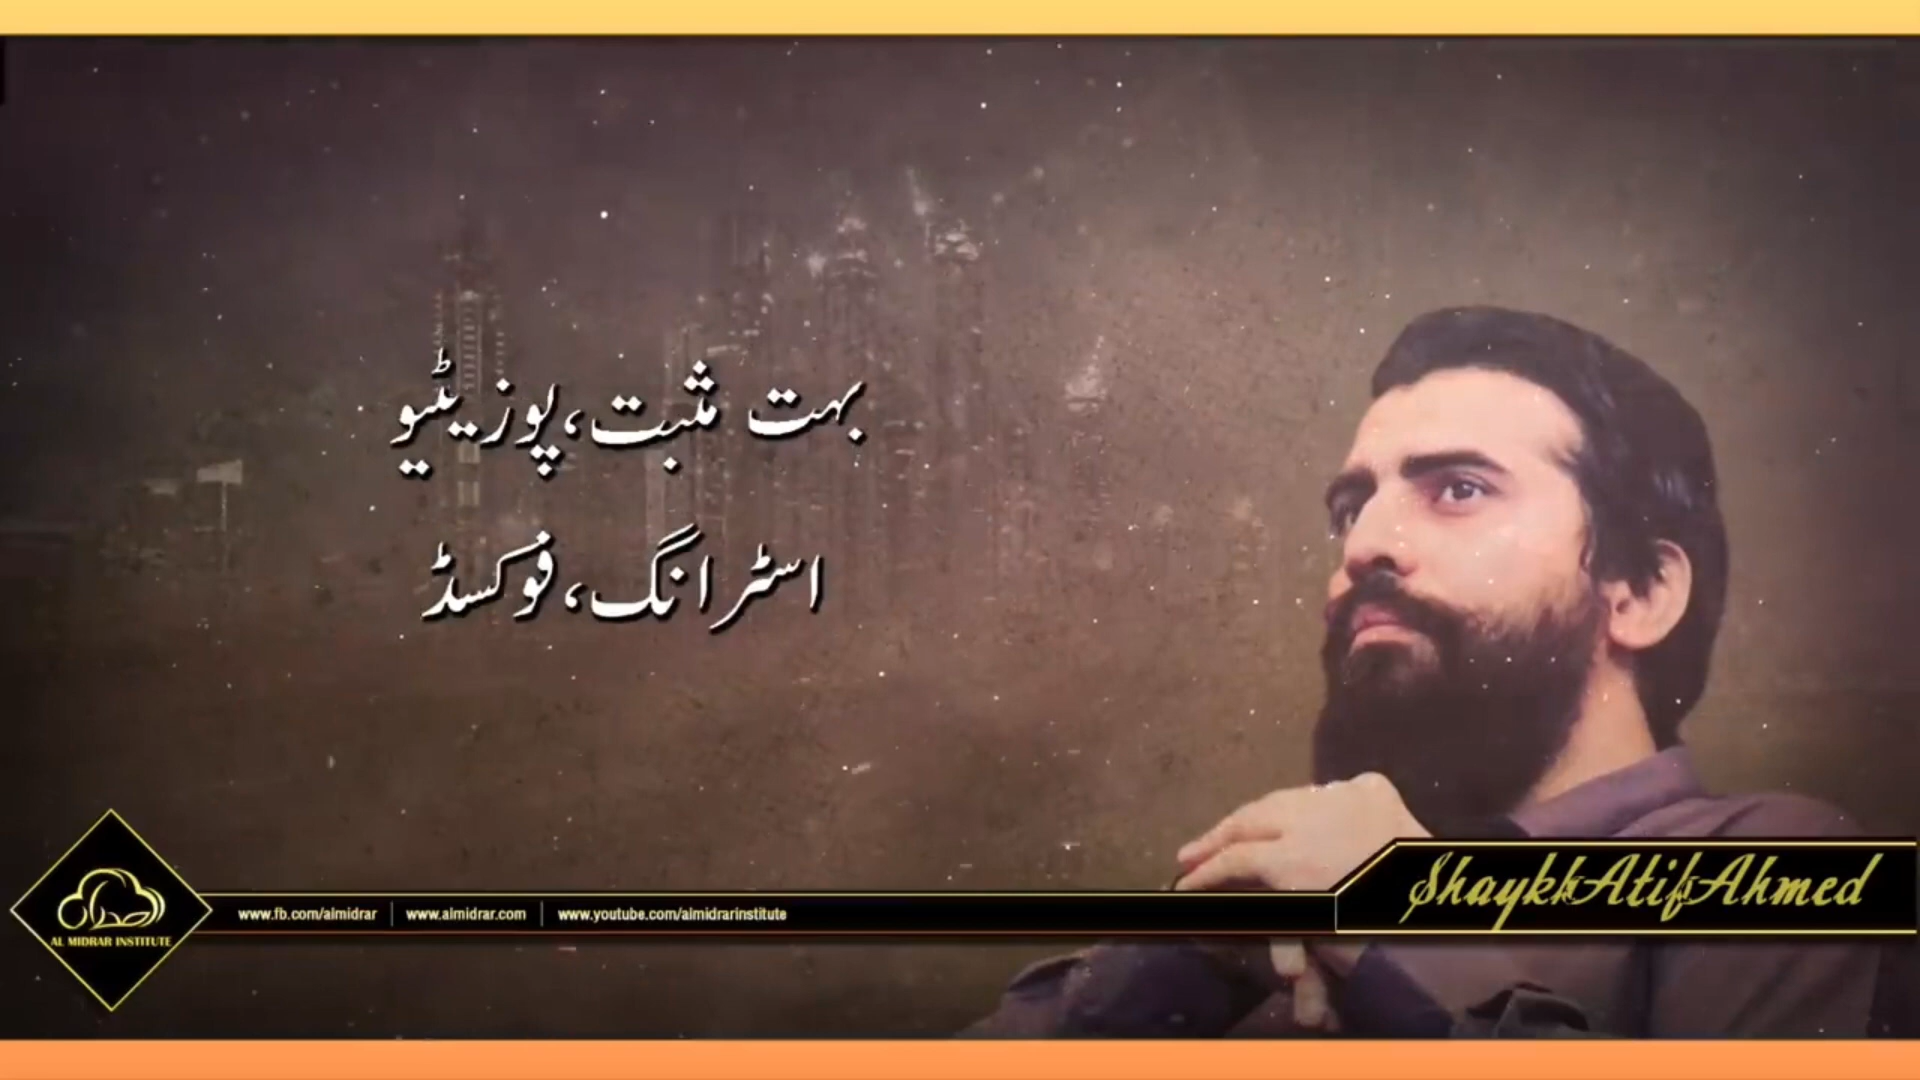 بہت مثبت،پوزیٹیو
اسٹرانگ،فوکسڈ
AL MIDRAR INSTITUTE
www.fb.com/almidrar
www.almidrar.com
www.youtube.com/almidrarinstitute
ShaykhAtifAhmed